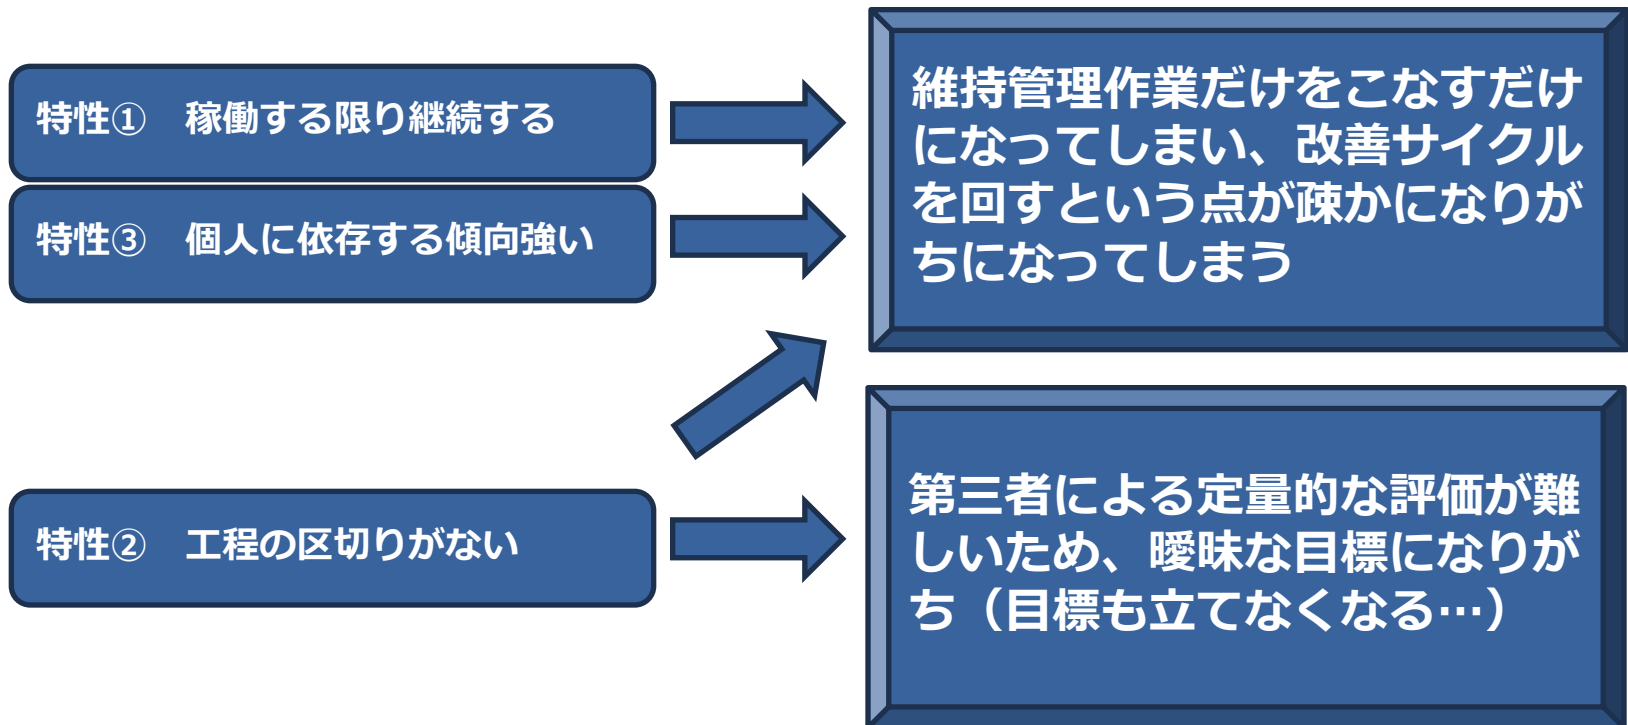 特性①　稼働する限り継続する
特性③　個人に依存する傾向強い
特性②　工程の区切りがない
維持管理作業だけをこなすだけ
になってしまい、改善サイクル
を回すという点が疎かになりが
ちになってしまう
第三者による定量的な評価が難
しいため、曖昧な目標になりが
ち（目標も立てなくなる…）